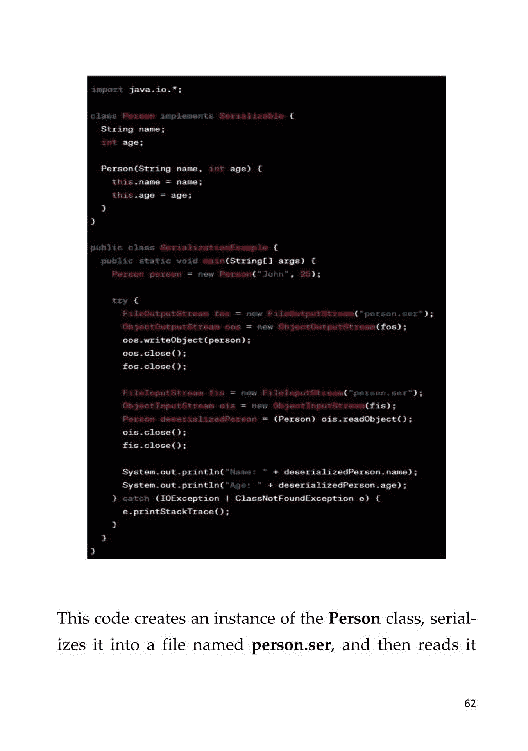 import java.io.*;
class Person implements Serializable {
String name;
int age;
Person(String name, int age) {
this.name = name;
this.age = age;
}
}
public class SerializationExample {
public static void main(String[] args) {
Person person = new Person("John", 25);
try {
FileOutputStream fos = new FileOutputStream("person.ser");
ObjectOutputStream oos = new ObjectOutputStream(fos);
oos.writeObject(person);
oos.close();
fos.close();
FileInputStream fis = new FileInputStream("person.ser");
ObjectInputStream ois = new ObjectInputStream(fis);
Person deserializedPerson = (Person) ois.readObject();
ois.close();
fis.close();
System.out.println("Name: " + deserializedPerson.name);
System.out.println("Age: " + deserializedPerson.age);
} catch (IOException | ClassNotFoundException e) {
e.printStackTrace();
}
}
}
This code creates an instance of the Person class, serial-
izes it into a file named person.ser, and then reads it
62